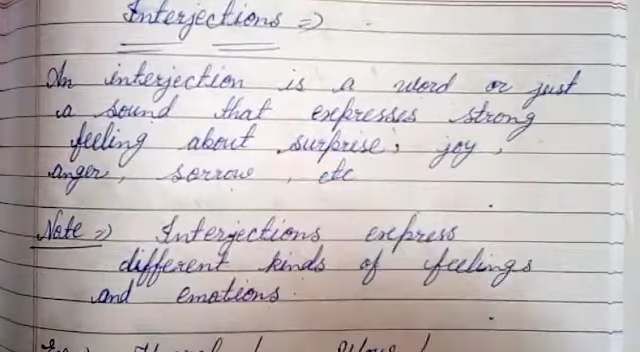 Interjections =>
An interjection is a word or just
a sound that expresses strong
feeling about surprise, joy,
anger, sorrow, etc
Note => Interjections express
different kinds of feelings
and emotions.